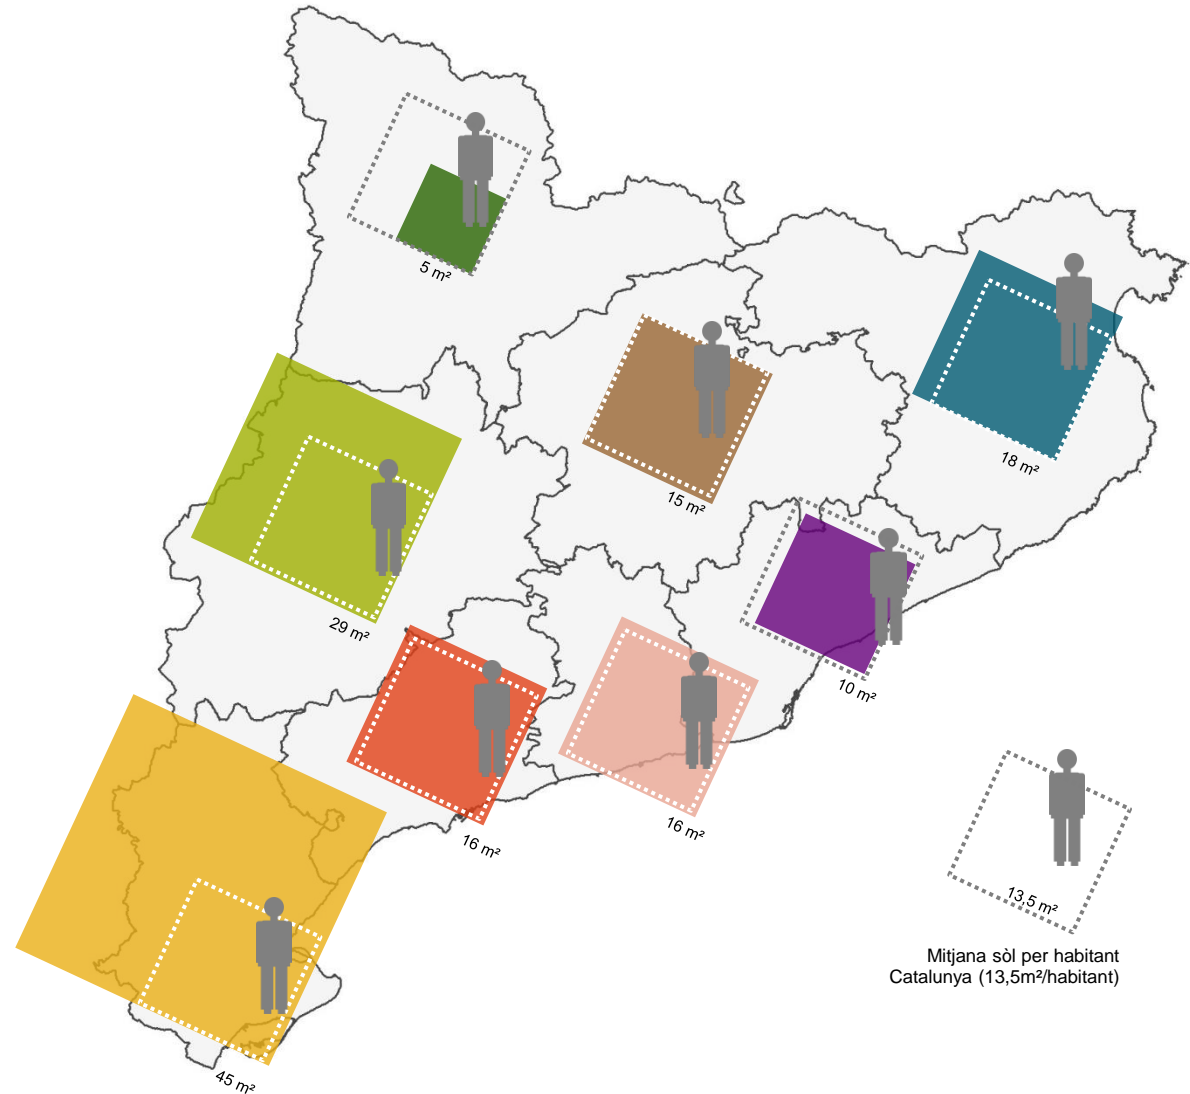 5 m²
18 m²
15 m²
29 m²
10 m²
16 m²
16 m²
13,5 m²
Mitjana sòl per habitant
Catalunya (13,5m²/habitant)
45 m²